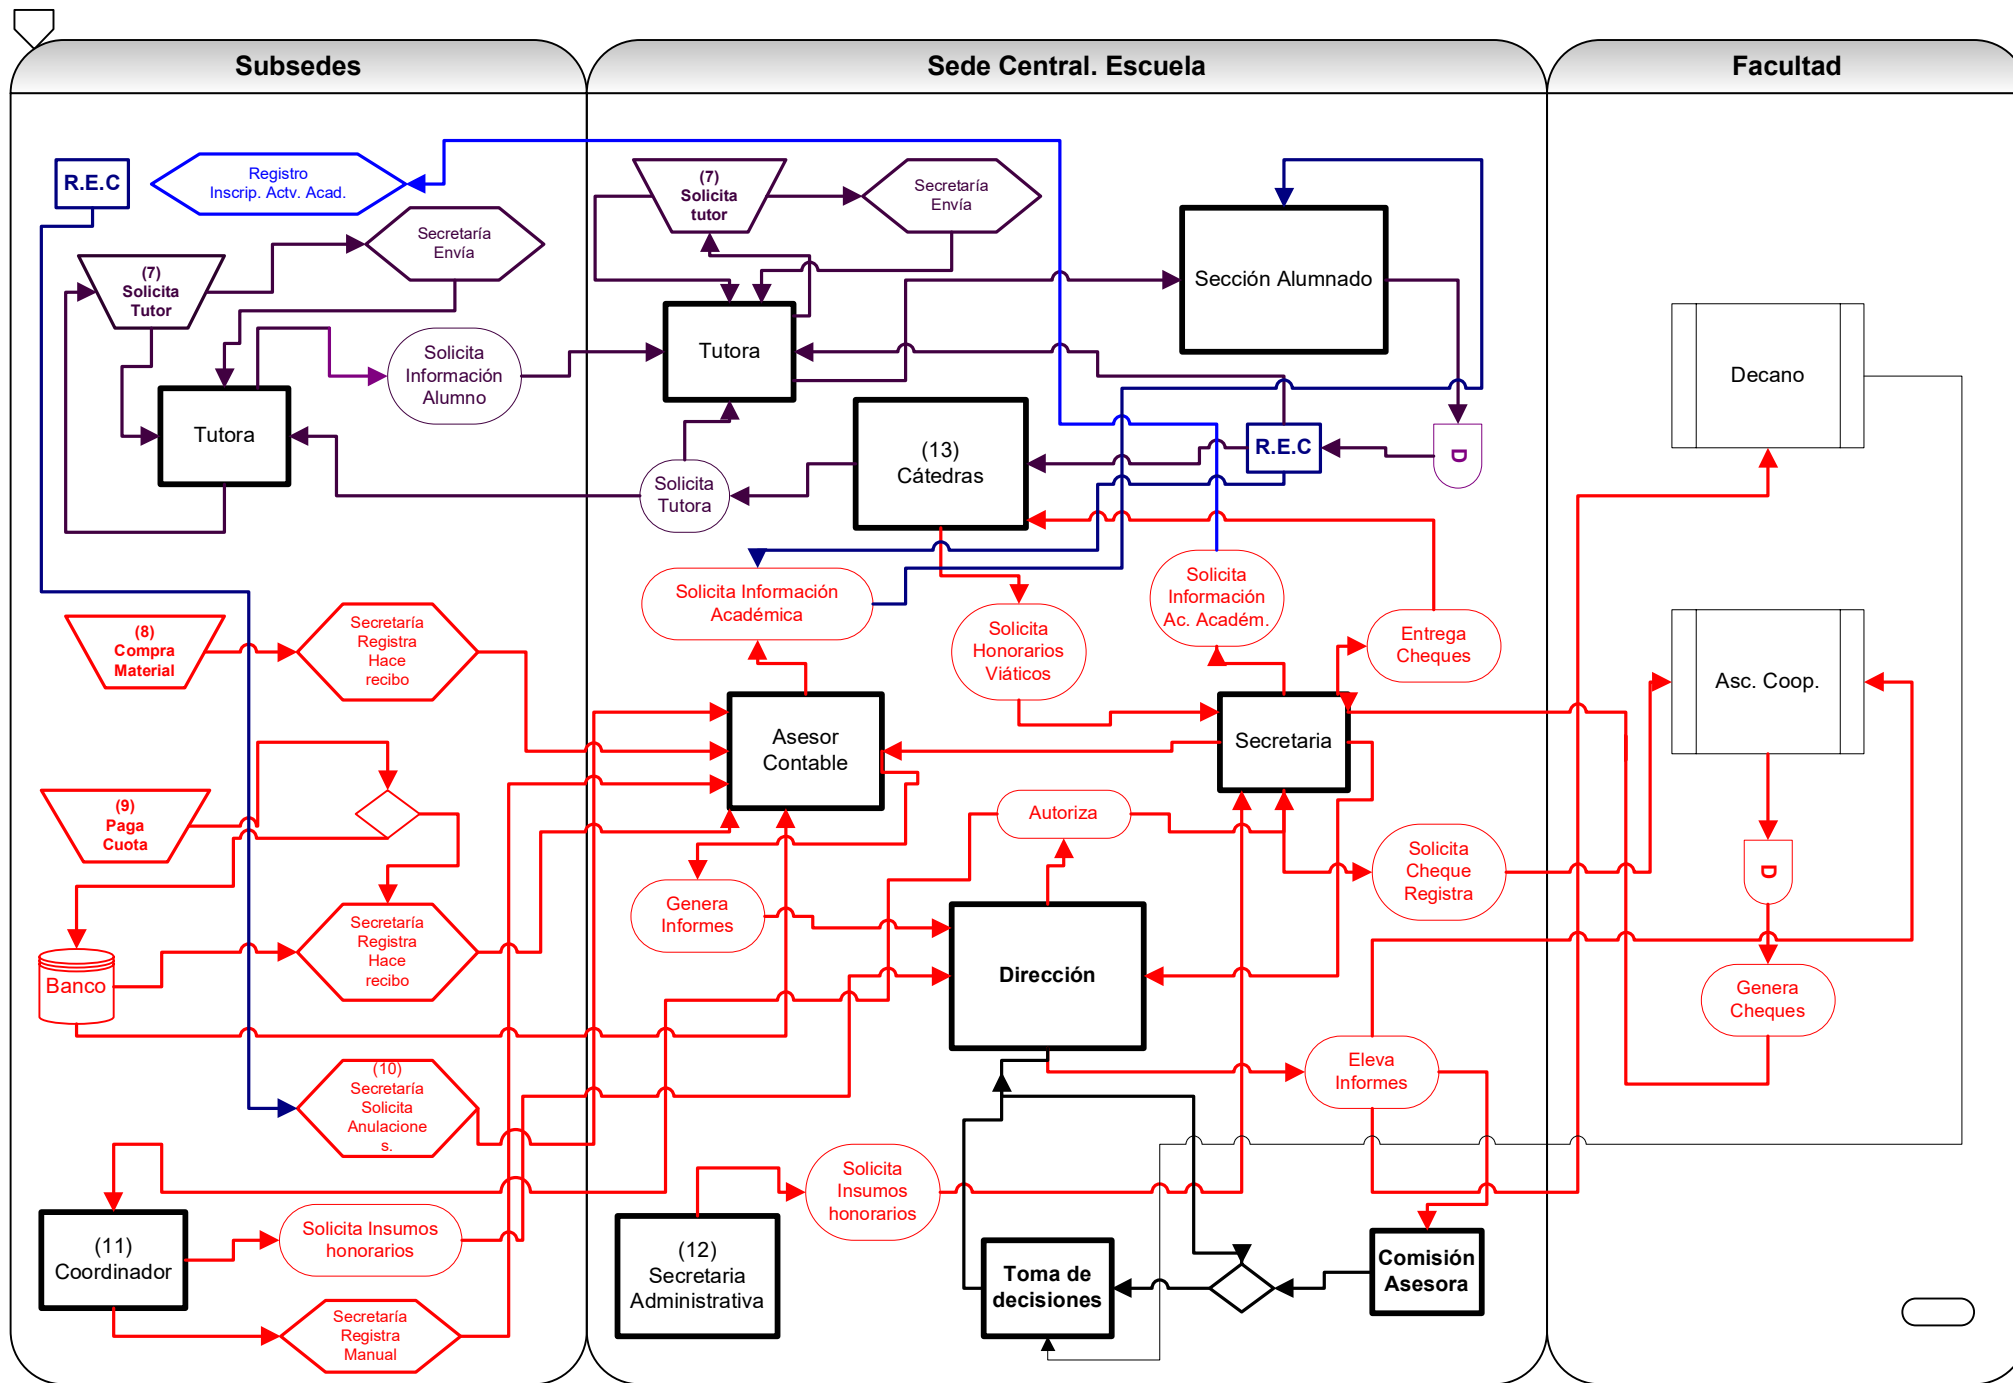 Subsedes
Sede Central. Escuela
Facultad
R.E.C
Registro
Inscrip. Actv. Acad.
Secretaría
Envía
(7)
Solicita
Tutor
Solicita
Información
Alumno
Tutora
(7)
Solicita
tutor
Secretaría
Envía
Sección Alumnado
Tutora
(13)
Cátedras
R.E.C
D
Solicita
Tutora
Decano
(8)
Compra
Material
Secretaría
Registra
Hace
recibo
Solicita Información
Académica
Solicita
Honorarios
Viáticos
Solicita
Información
Ac. Académ.
Entrega
Cheques
Asc. Coop.
Asesor
Contable
Secretaria
(9)
Paga
Cuota
Autoriza
Solicita
Cheque
Registra
D
Genera
Informes
Secretaría
Registra
Hace
recibo
Banco
Dirección
Genera
Cheques
(10)
Secretaría
Solicita
Anulacione
s.
Eleva
Informes
(11)
Coordinador
Solicita Insumos
honorarios
Secretaría
Registra
Manual
(12)
Secretaria
Administrativa
Solicita
Insumos
honorarios
Toma de
decisiones
Comisión
Asesora